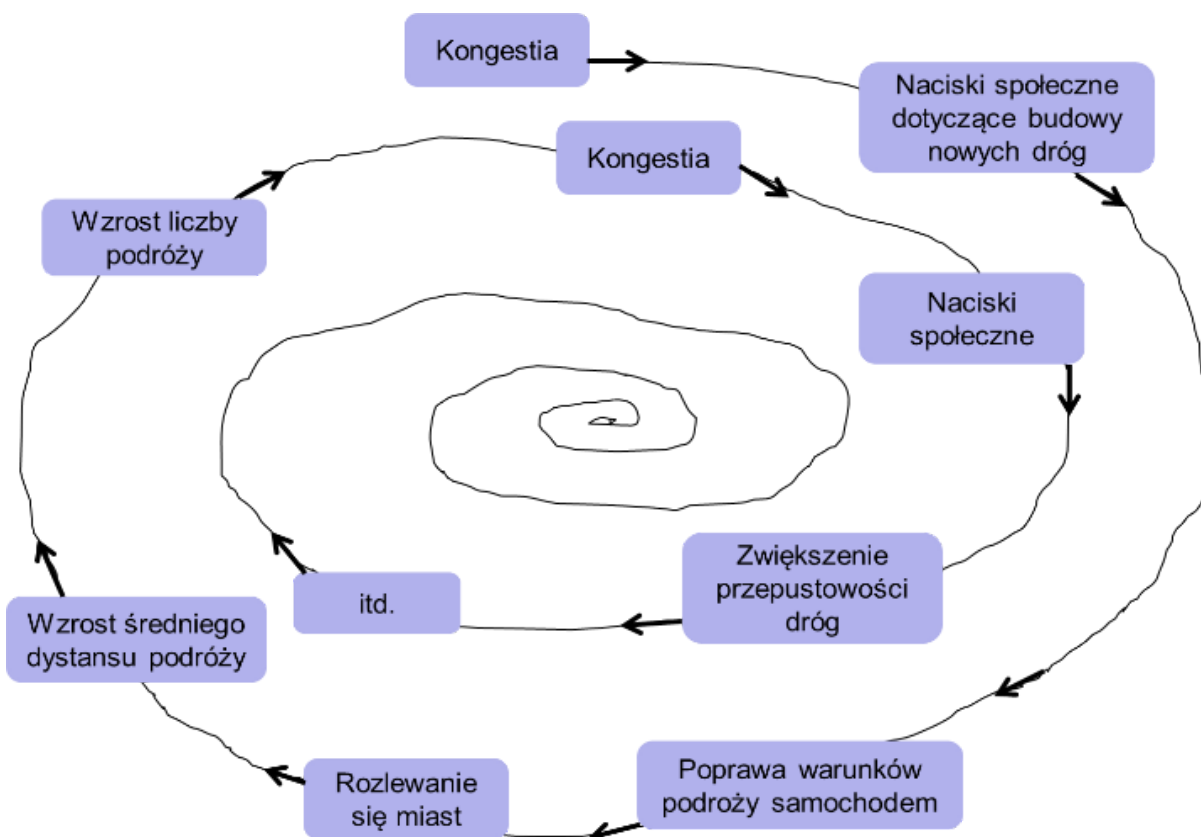 Kongestia
Naciski społeczne
dotyczące budowy
nowych dróg
Poprawa warunków
podroży samochodem
Rozlewanie
się miast
Wzrost średniego
dystansu podróży
Wzrost liczby
podróży
Kongestia
Naciski
społeczne
Zwiększenie
przepustowości
dróg
itd.